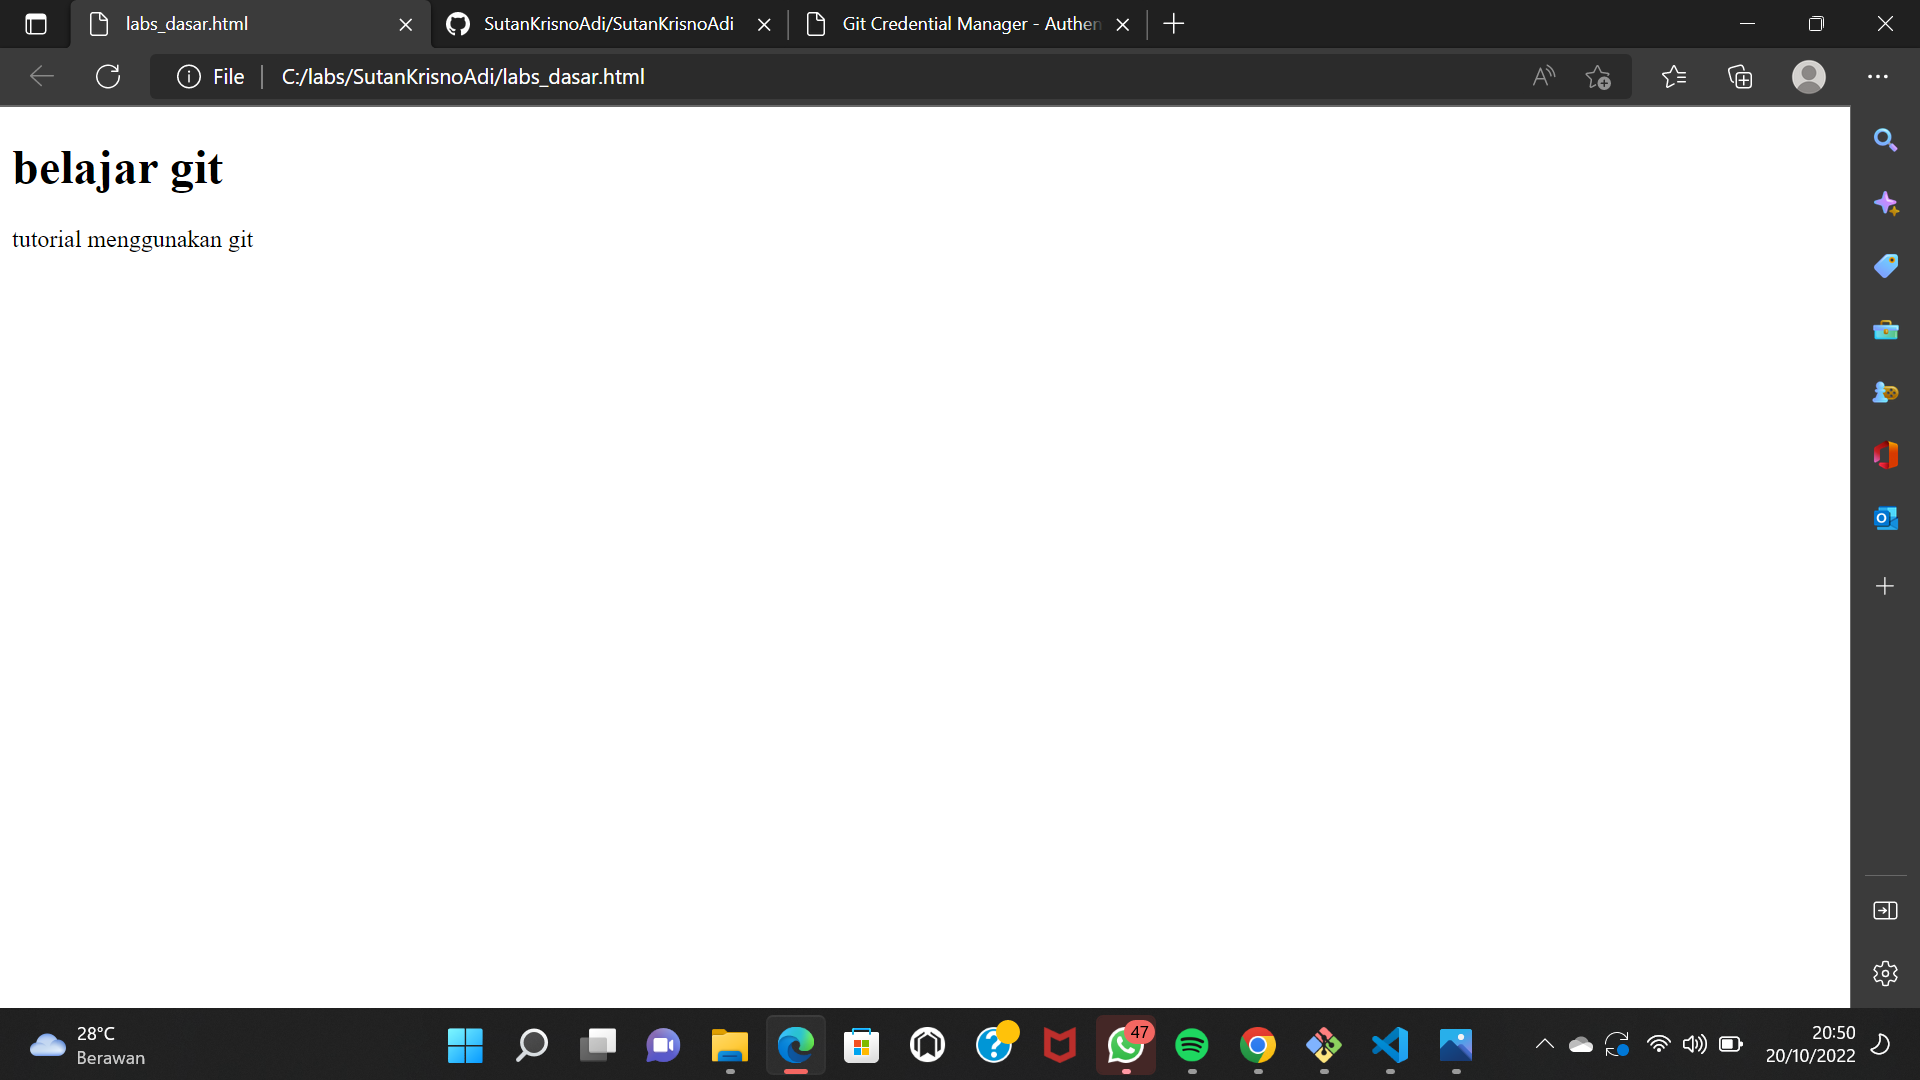 labs_dasar.html
SutanKrisnoAdi/SutanKrisnoAdi
Git Credential Manager - Authen
File
C:/labs/SutanKrisnoAdi/labs_dasar.html
belajar git
tutorial menggunakan git
28°C
Berawan
47
20:50
20/10/2022